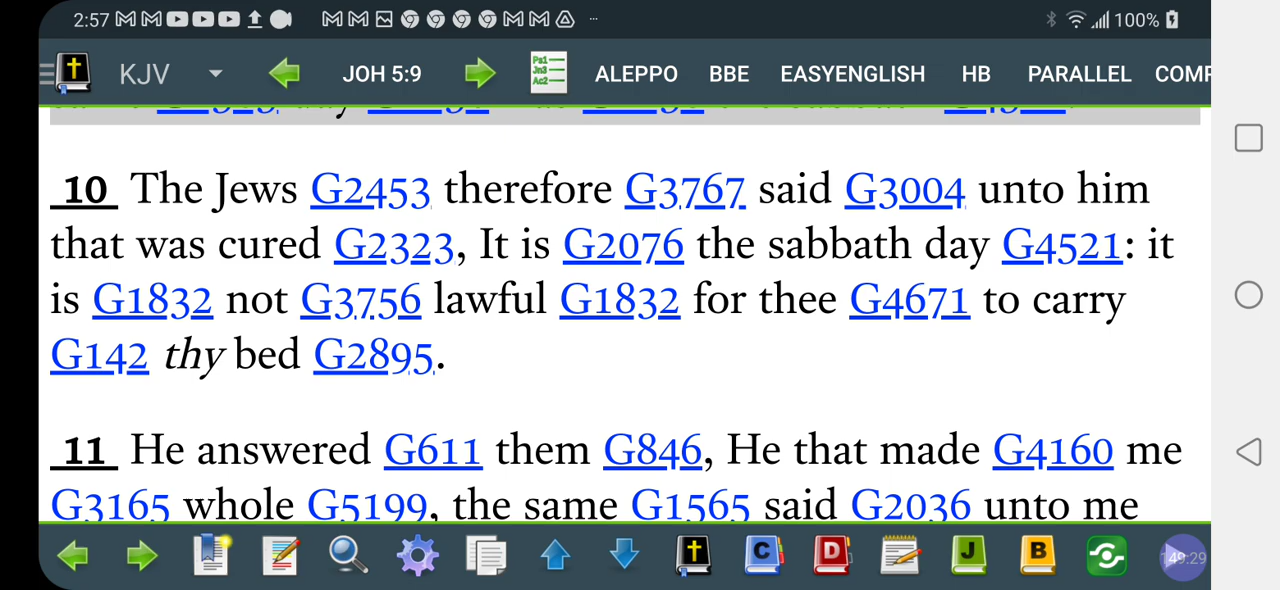 2:57 100%
KJV JOH 5:9 ALEPPO BBE EASYENGLISH HB PARALLEL
10 The Jews G2453 therefore G3767 said G3004 unto him
that was cured G2323, It is G2076 the sabbath day G4521: it
is G1832 not G3756 lawful G1832 for thee G4671 to carry
G142 thy bed G2895.
11 He answered G611 them G846, He that made G4160 me
G3165 whole G5199, the same G1565 said G2036 unto me
C D J B 49:29